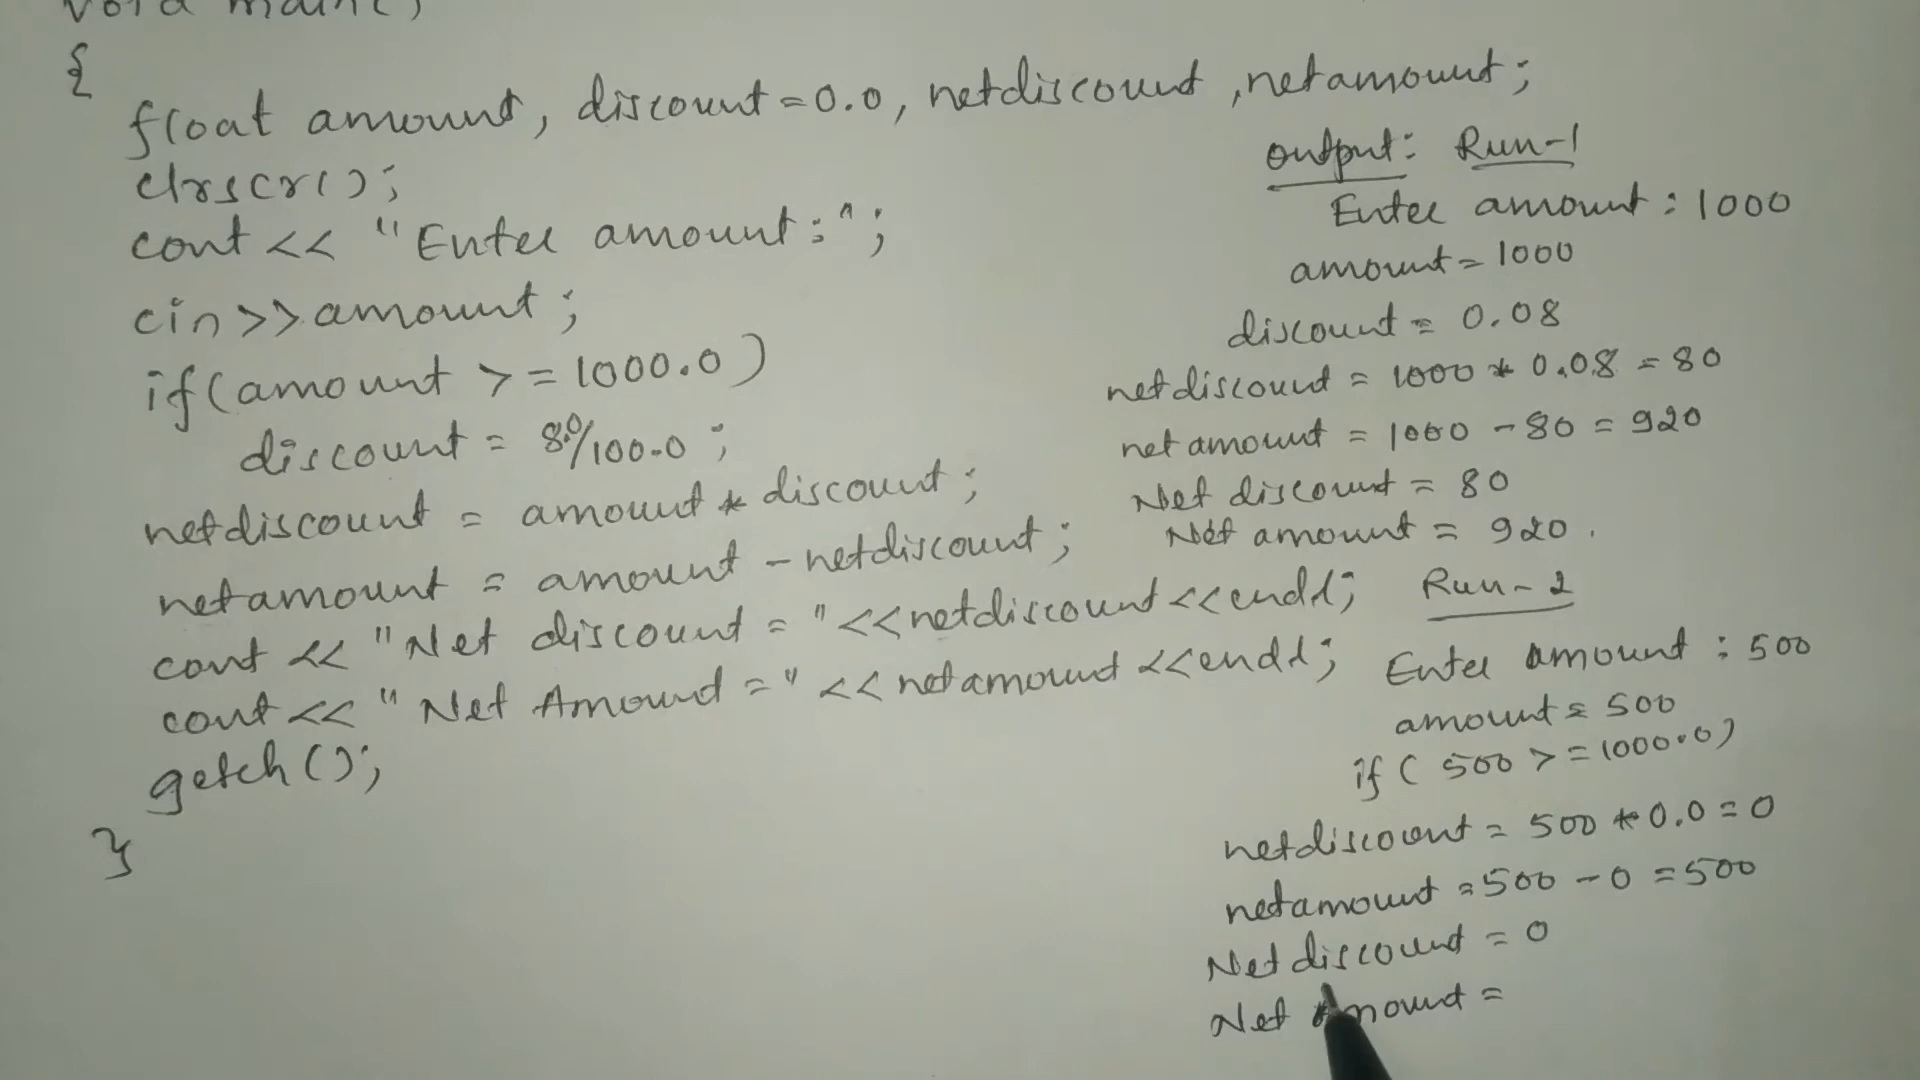 void main()
{
float amount, discount=0.0, netdiscount, netamount;
clrscr();
cout << "Enter amount:";
cin>>amount;
if(amount >=1000.0)
discount = 8.0/100.0;
netdiscount = amount * discount;
netamount = amount - netdiscount;
cout << "Net discount = "<<netdiscount<<endl;
cout << "Net Amount =" << netamount <<endl;
getch();
}
output: Run-1
Enter amount: 1000
amount=1000
discount = 0.08
netdiscount = 1000 * 0.08 = 80
net amount = 1000 - 80 = 920
Net discount = 80
Net amount = 920.
Run-2
Enter amount: 500
amount = 500
if ( 500 >=1000.0)
netdiscount = 500 * 0.0=0
netamount =500 - 0 =500
Net discount = 0
Net amount =